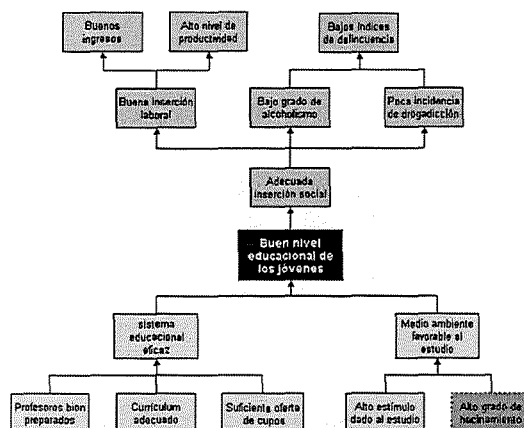 Buenos
ingresos
Alto nivel de
productividad
Bajos índices
de delincuencia
Buena inserción
laboral
Bajo grado de
alcoholismo
Poca incidencia
de drogadicción
Adecuada
inserción social
Buen nivel
educacional de
los jóvenes
sistema
educacional
eficaz
Medio ambiente
favorable al
estudio
Profesores bien
preparados
Currículum
adecuado
Suficiente oferta
de cupos
Alto estímulo
dado al estudio
Alto grado de
hacinamiento